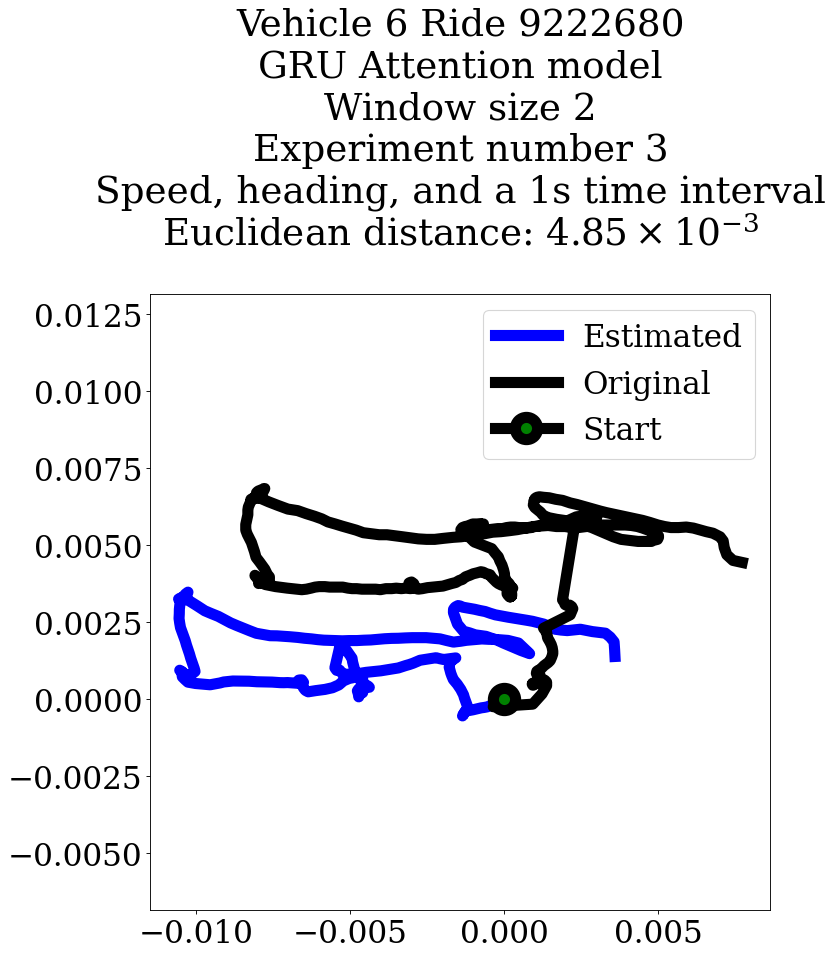 Vehicle 6 Ride 9222680
GRU Attention model
Window size 2
Experiment number 3
Speed, heading, and a 1s time interval
Euclidean distance: 4.85 × 10⁻³
Estimated
Original
Start
0.0125
0.0100
0.0075
0.0050
0.0025
0.0000
−0.0025
−0.0050
−0.010
−0.005
0.000
0.005